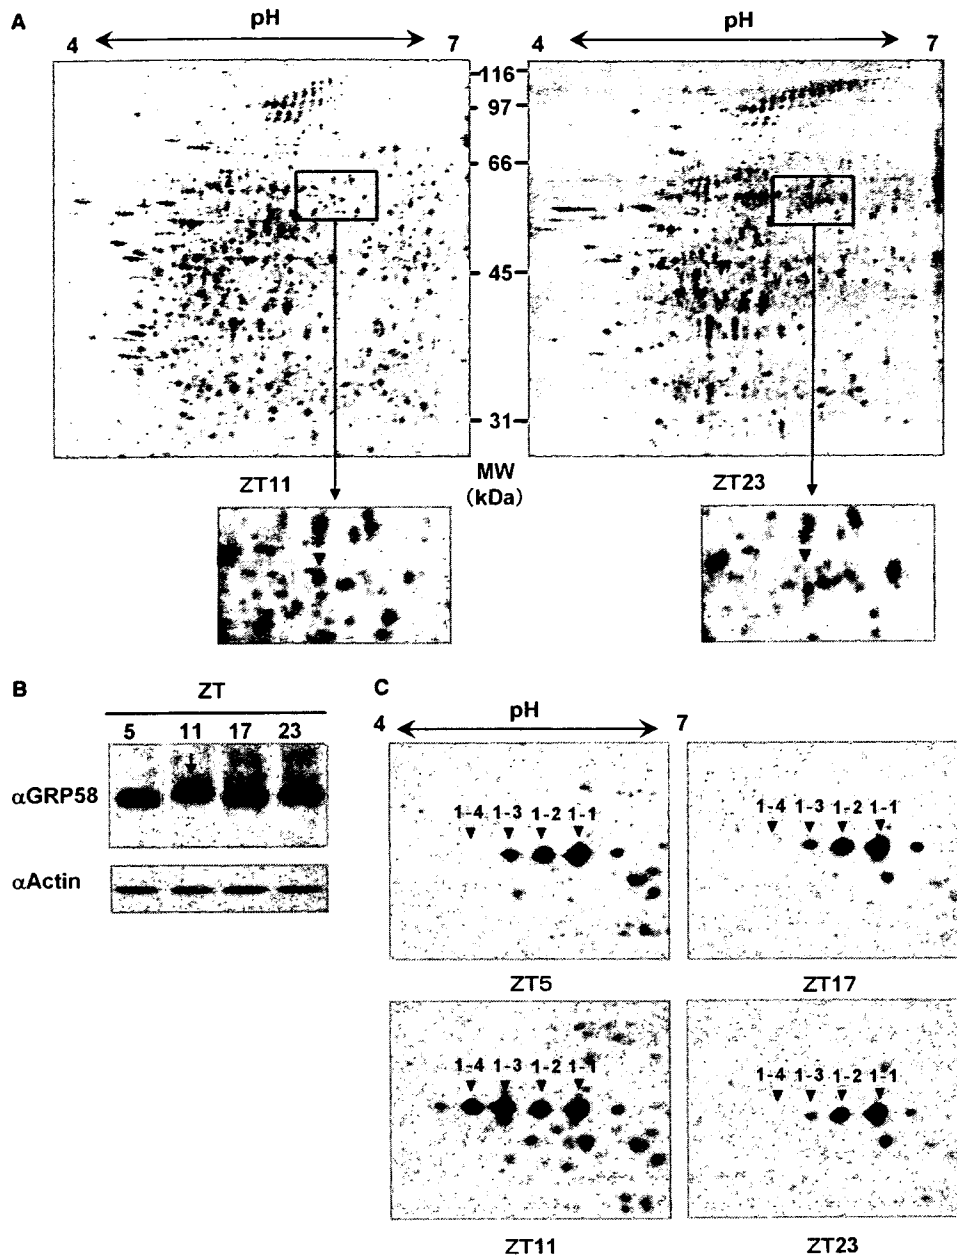 A
pH
4
7
pH
4
7
116
97
66
45
31
MW
(kDa)
ZT11
ZT23
B
ZT
5 11 17 23
αGRP58
αActin
C
pH
4
7
1-4 1-3 1-2 1-1
1-4 1-3 1-2 1-1
ZT5
ZT17
1-4 1-3 1-2 1-1
1-4 1-3 1-2 1-1
ZT11
ZT23